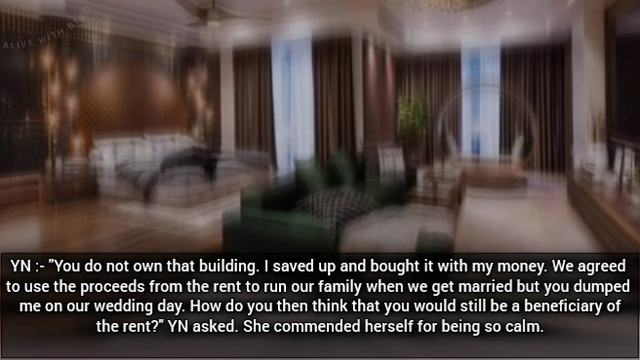 ALIVE WITH
YN :- "You do not own that building. I saved up and bought it with my money. We agreed
to use the proceeds from the rent to run our family when we get married but you dumped
me on our wedding day. How do you then think that you would still be a beneficiary of
the rent?" YN asked. She commended herself for being so calm.